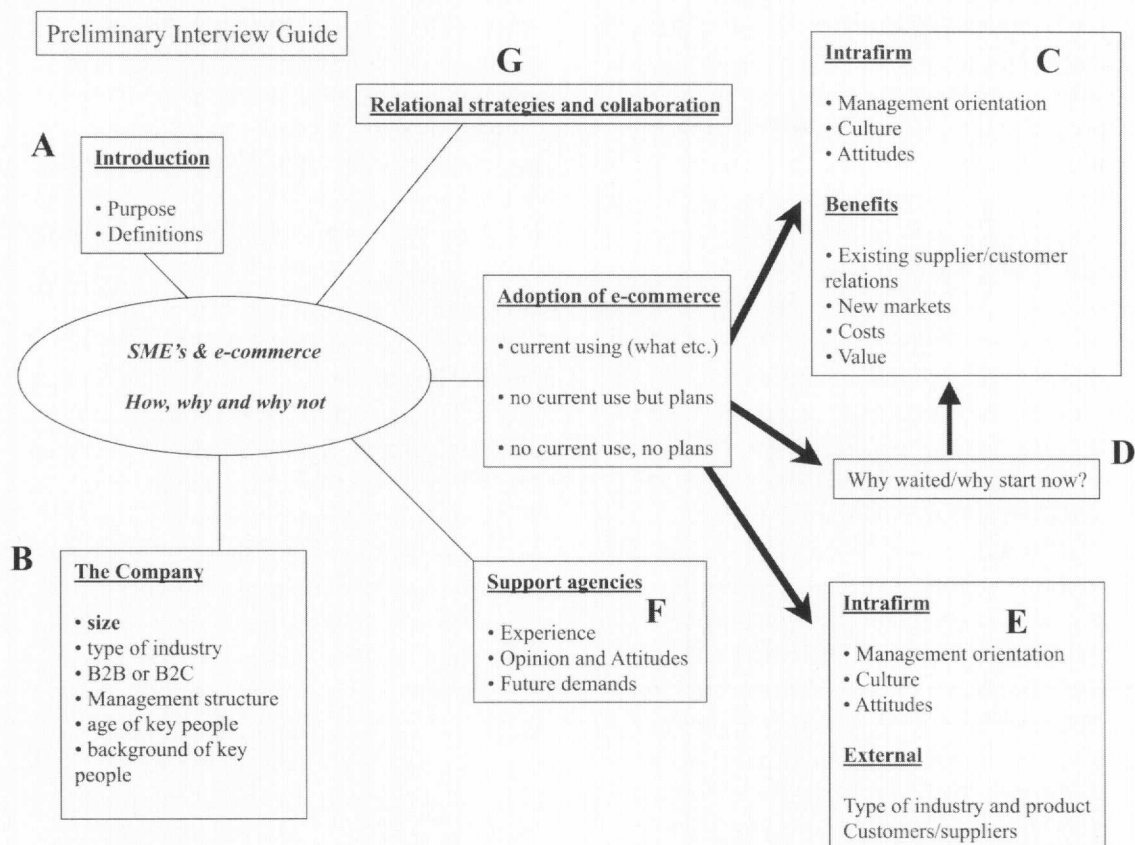 Preliminary Interview Guide
G
Relational strategies and collaboration
A
Introduction
• Purpose
• Definitions
SME's & e-commerce
How, why and why not
Adoption of e-commerce
• current using (what etc.)
• no current use but plans
• no current use, no plans
C
Intrafirm
• Management orientation
• Culture
• Attitudes
Benefits
• Existing supplier/customer
relations
• New markets
• Costs
• Value
D
Why waited/why start now?
B
The Company
• size
• type of industry
• B2B or B2C
• Management structure
• age of key people
• background of key
people
Support agencies
F
• Experience
• Opinion and Attitudes
• Future demands
Intrafirm
E
• Management orientation
• Culture
• Attitudes
External
Type of industry and product
Customers/suppliers